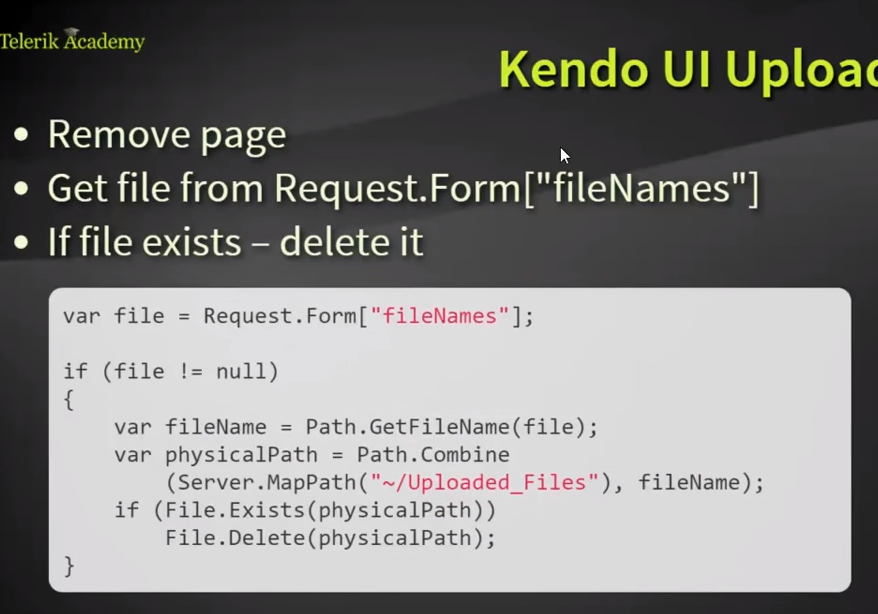 Telerik Academy
Kendo UI Upload
• Remove page
• Get file from Request.Form["fileNames"]
• If file exists – delete it
var file = Request.Form["fileNames"];
if (file != null)
{
    var fileName = Path.GetFileName(file);
    var physicalPath = Path.Combine
        (Server.MapPath("~/Uploaded_Files"), fileName);
    if (File.Exists(physicalPath))
        File.Delete(physicalPath);
}